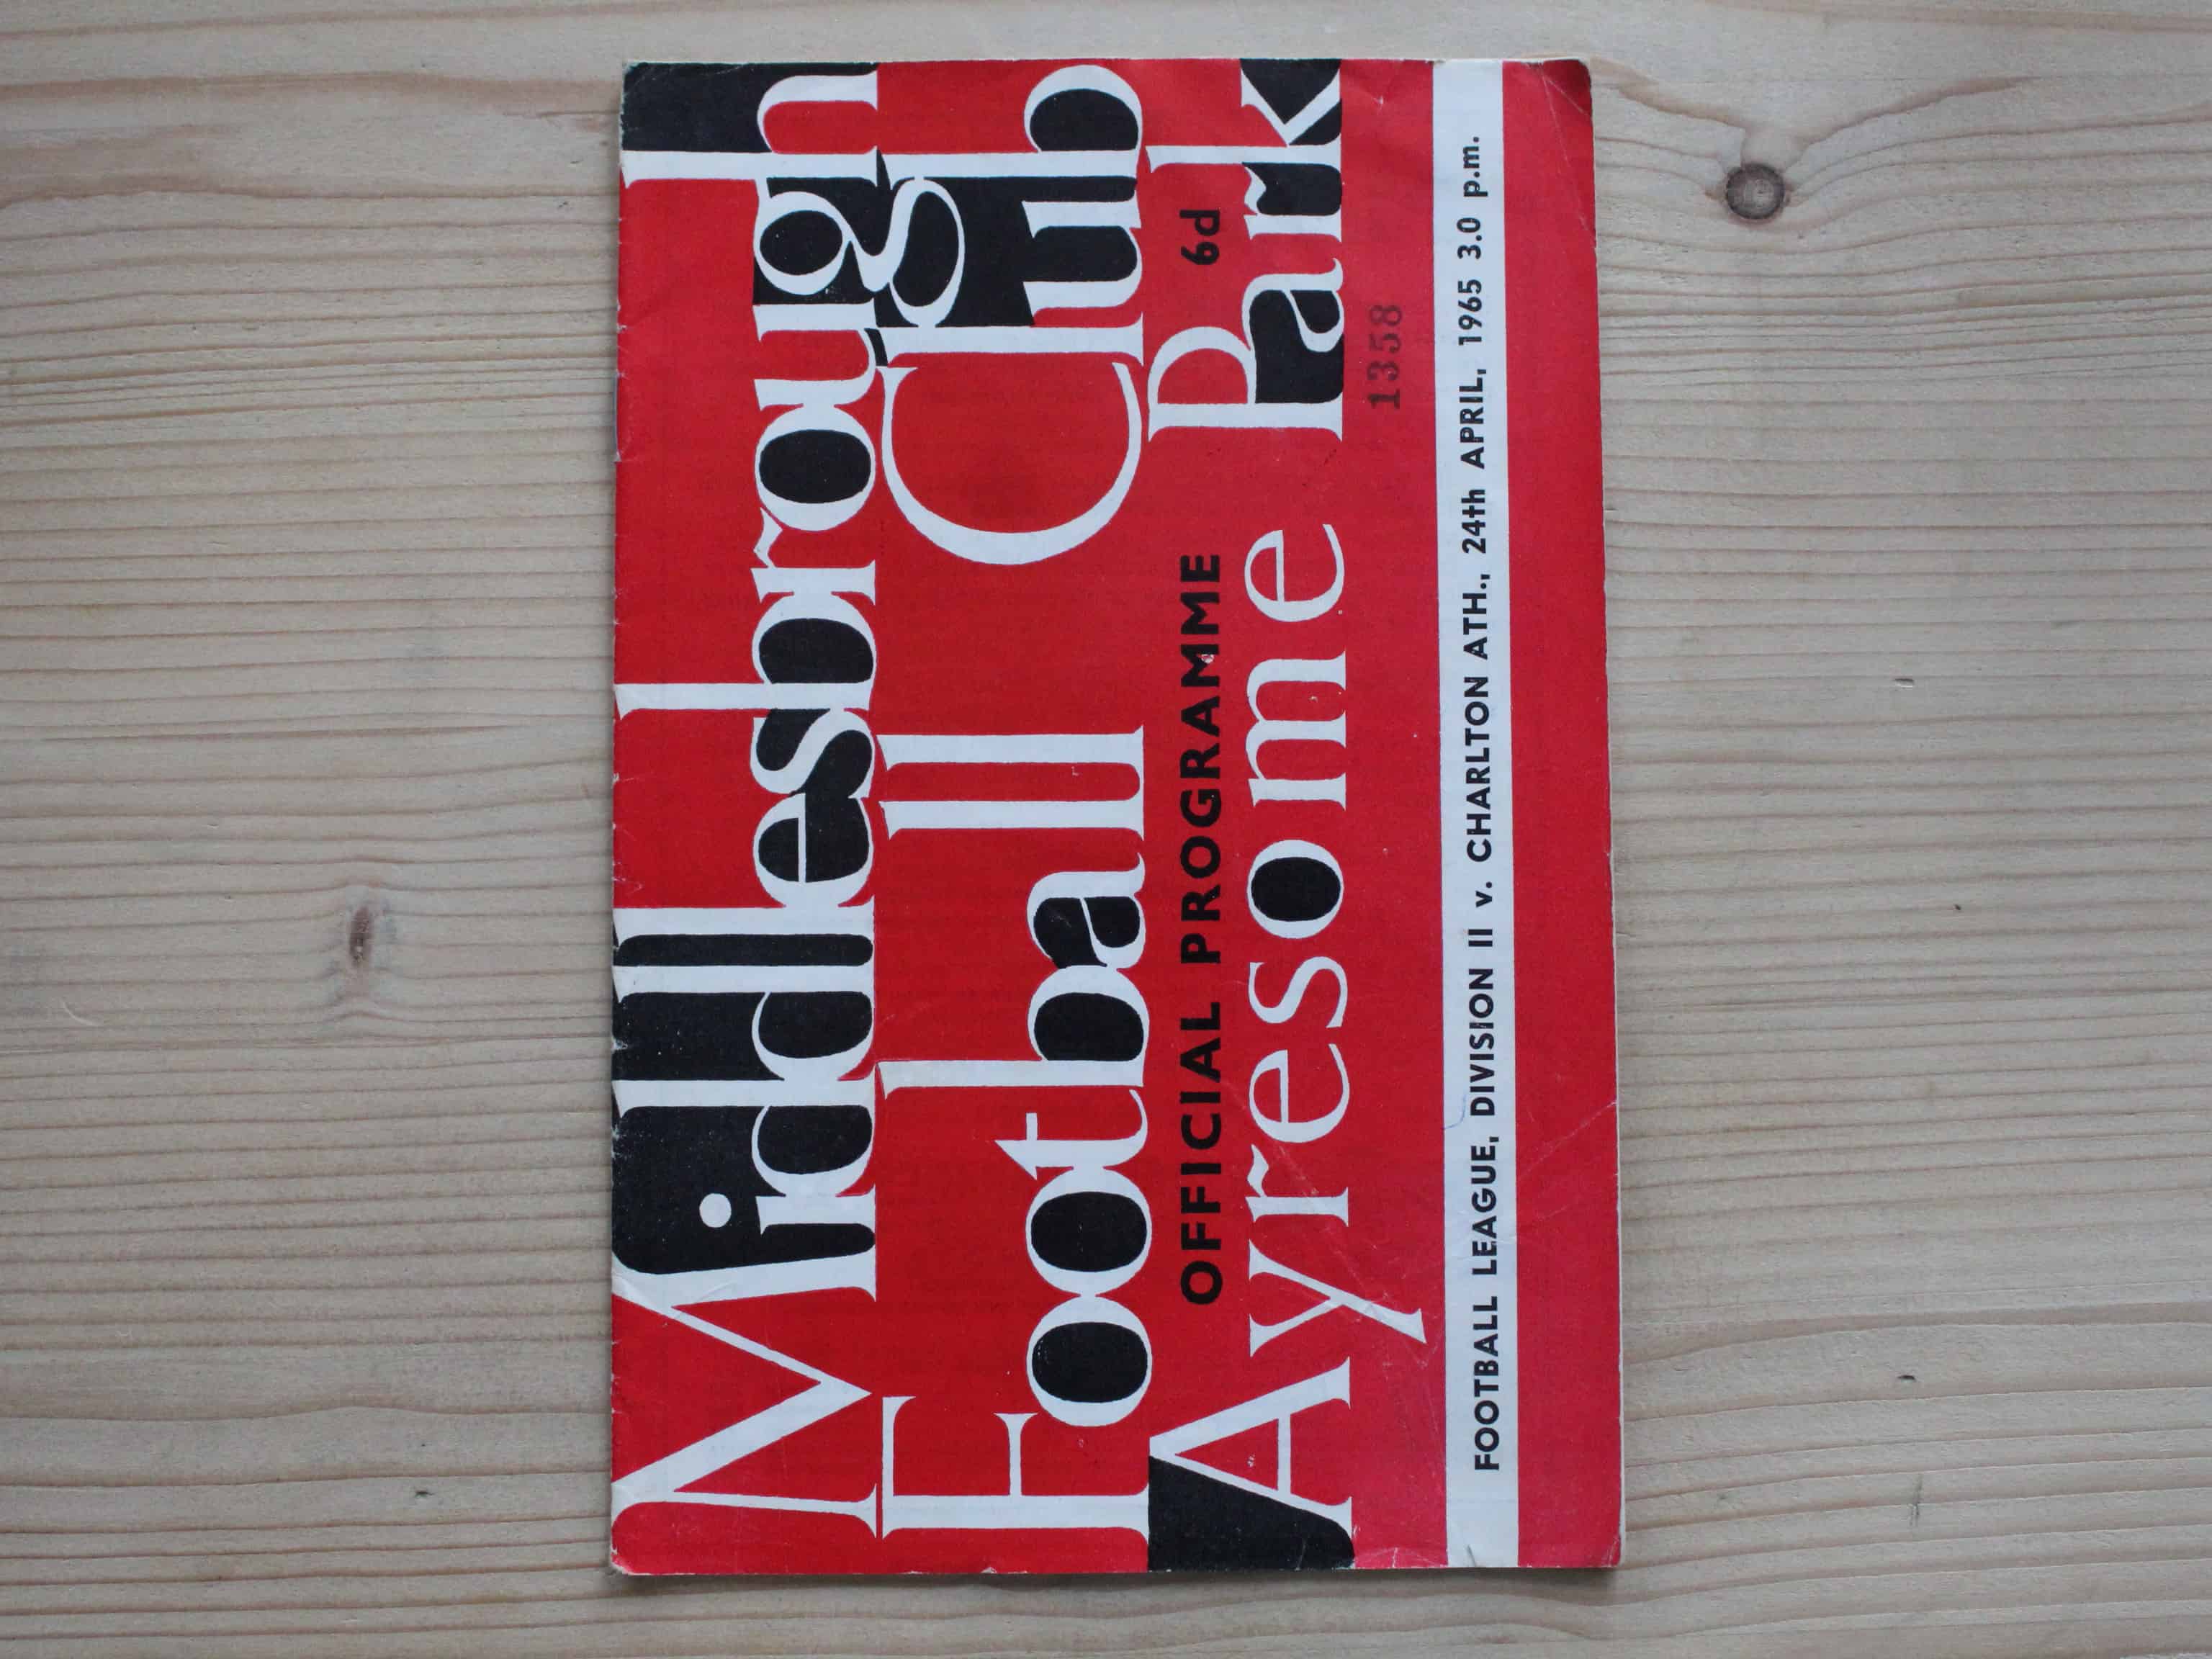 Middlesbrough
Football Club
OFFICIAL PROGRAMME 6d
Ayresome Park
1358
FOOTBALL LEAGUE, DIVISION II v. CHARLTON ATH., 24th APRIL, 1965 3.0 p.m.